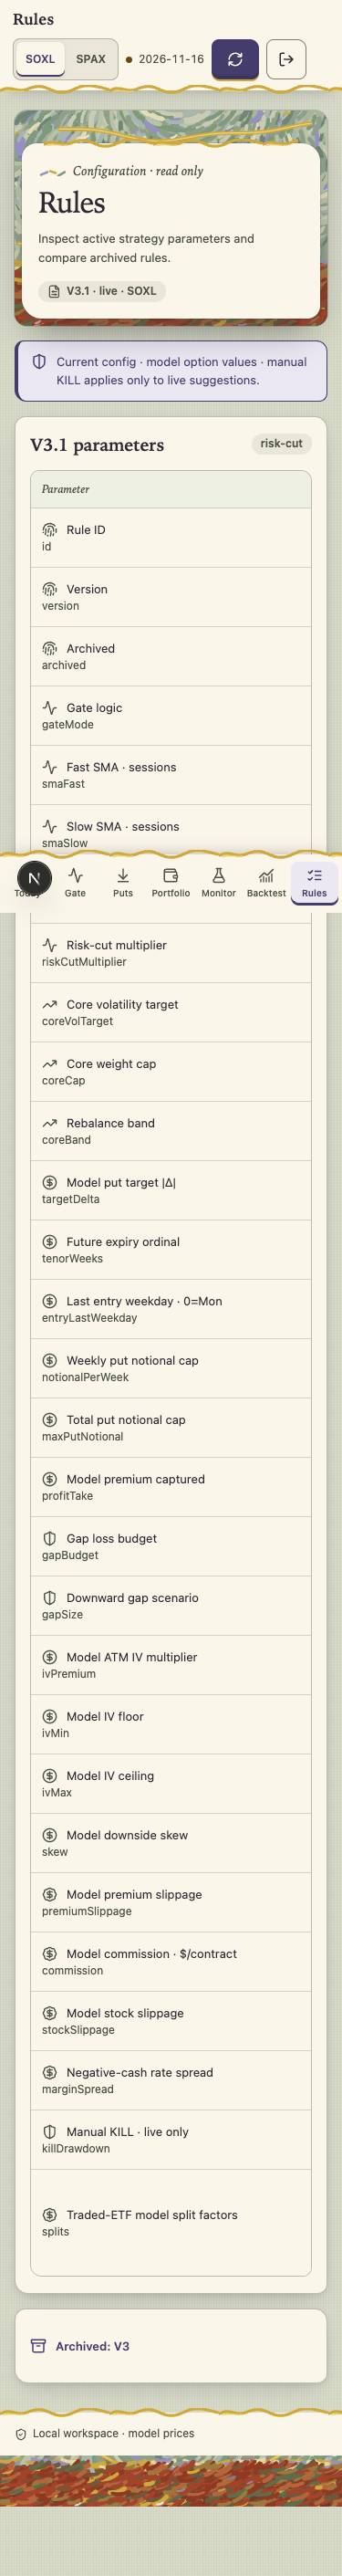 Rules
SOXL SPAX 2026-11-16
Configuration · read only
Rules
Inspect active strategy parameters and
compare archived rules.
V3.1 · live · SOXL
Current config · model option values · manual
KILL applies only to live suggestions.
V3.1 parameters risk-cut
Parameter
Rule ID
id
Version
version
Archived
archived
Gate logic
gateMode
Fast SMA · sessions
smaFast
Slow SMA · sessions
smaSlow
N
Gate Puts Portfolio Monitor Backtest Rules
Risk-cut multiplier
riskCutMultiplier
Core volatility target
coreVolTarget
Core weight cap
coreCap
Rebalance band
coreBand
Model put target |Δ|
targetDelta
Future expiry ordinal
tenorWeeks
Last entry weekday · 0=Mon
entryLastWeekday
Weekly put notional cap
notionalPerWeek
Total put notional cap
maxPutNotional
Model premium captured
profitTake
Gap loss budget
gapBudget
Downward gap scenario
gapSize
Model ATM IV multiplier
ivPremium
Model IV floor
ivMin
Model IV ceiling
ivMax
Model downside skew
skew
Model premium slippage
premiumSlippage
Model commission · $/contract
commission
Model stock slippage
stockSlippage
Negative-cash rate spread
marginSpread
Manual KILL · live only
killDrawdown
Traded-ETF model split factors
splits
Archived: V3
Local workspace · model prices